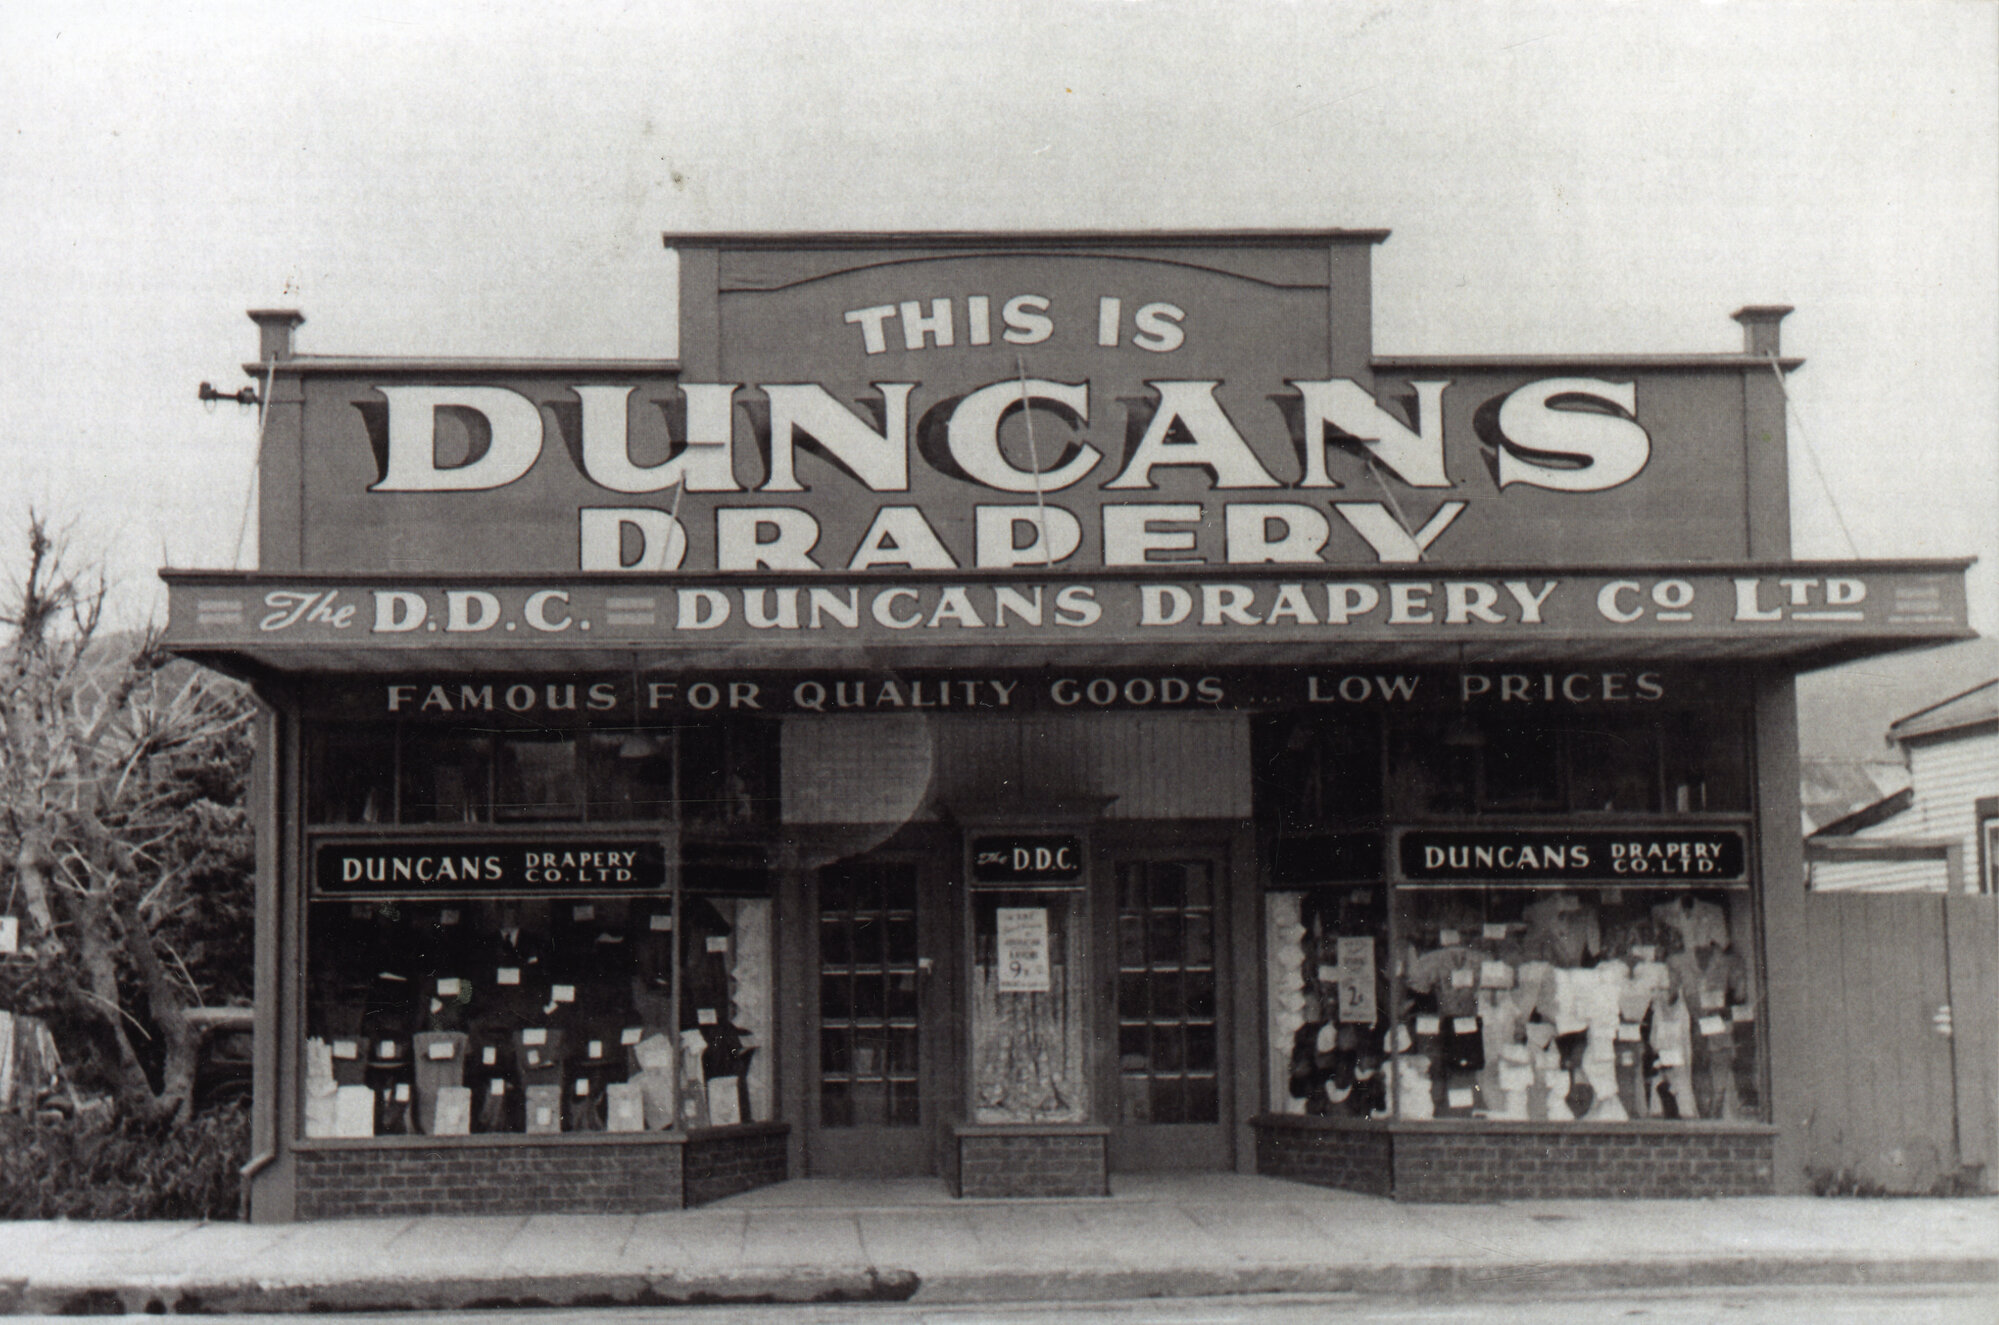 THIS IS
DUNCANS
DRAPERY
The D.D.C. = DUNCANS DRAPERY CO LTD
FAMOUS FOR QUALITY GOODS ... LOW PRICES
DUNCANS DRAPERY CO. LTD.
The D.D.C.
DUNCANS DRAPERY CO. LTD.